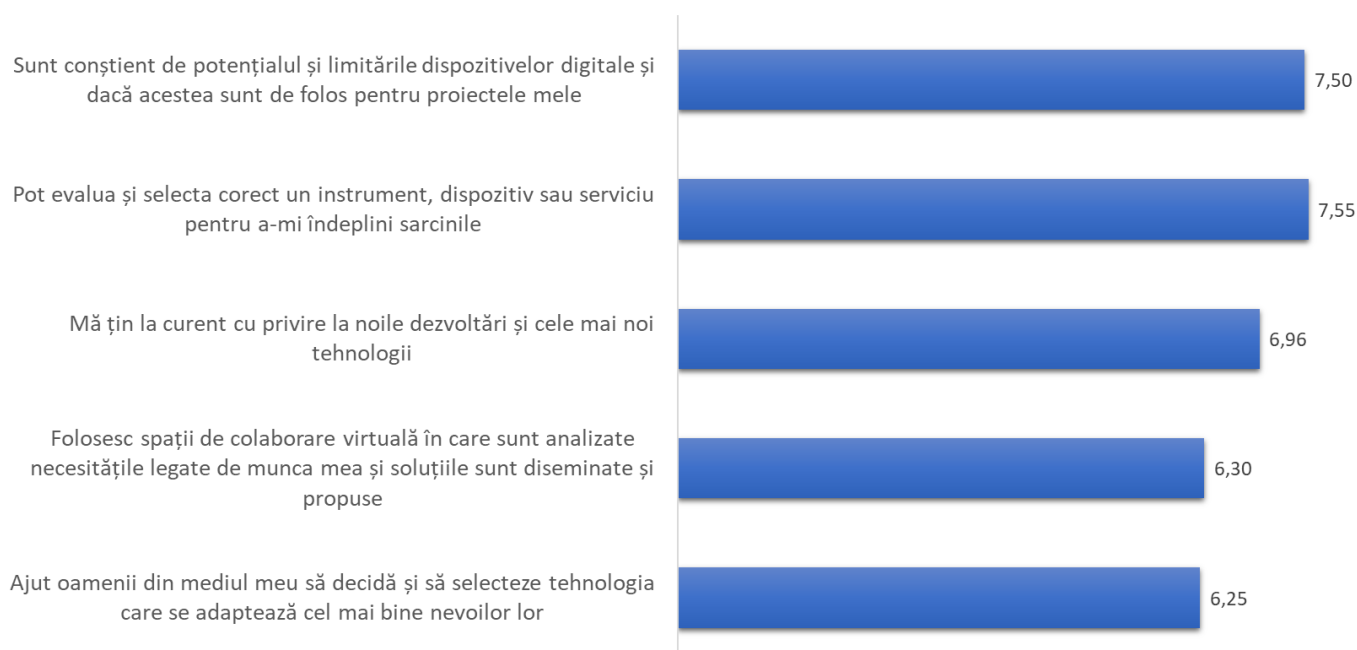 Sunt conștient de potențialul și limitările dispozitivelor digitale și
dacă acestea sunt de folos pentru proiectele mele
7,50
Pot evalua și selecta corect un instrument, dispozitiv sau serviciu
pentru a-mi îndeplini sarcinile
7,55
Mă țin la curent cu privire la noile dezvoltări și cele mai noi
tehnologii
6,96
Folosesc spații de colaborare virtuală în care sunt analizate
necesitățile legate de munca mea și soluțiile sunt diseminate și
propuse
6,30
Ajut oamenii din mediul meu să decidă și să selecteze tehnologia
care se adaptează cel mai bine nevoilor lor
6,25